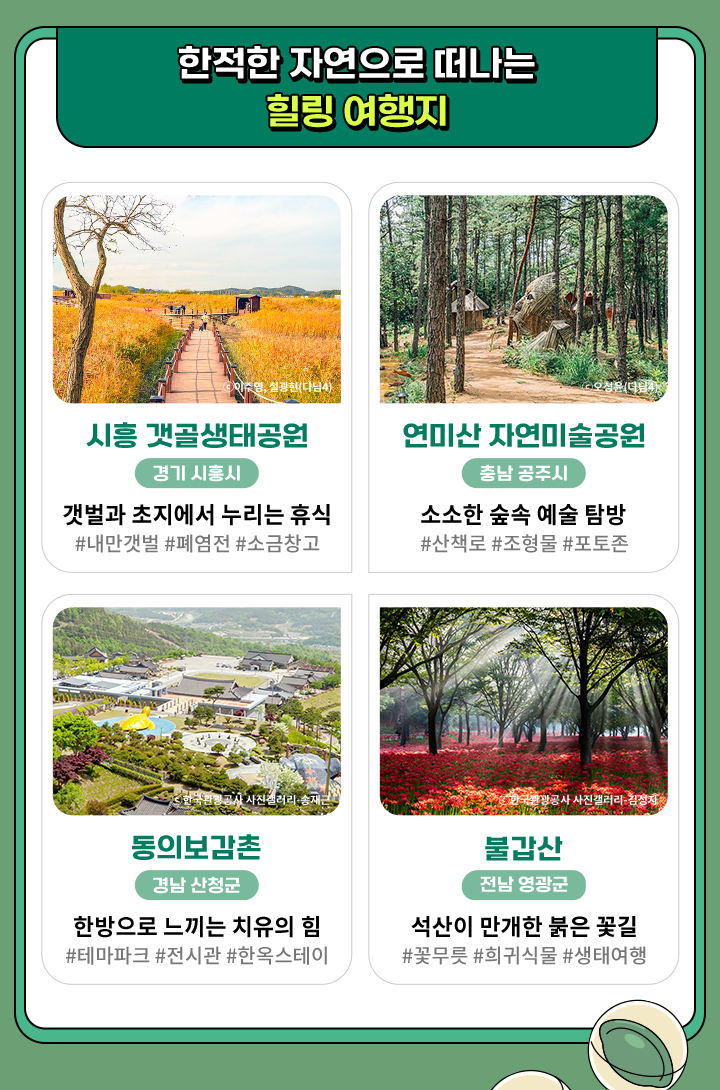 한적한 자연으로 떠나는
힐링 여행지
ⓒ 이주영, 설광현(다님4)
시흥 갯골생태공원
경기 시흥시
갯벌과 초지에서 누리는 휴식
#내만갯벌 #폐염전 #소금창고
ⓒ 오성윤(다님4)
연미산 자연미술공원
충남 공주시
소소한 숲속 예술 탐방
#산책로 #조형물 #포토존
ⓒ 한국관광공사 사진갤러리-송재근
동의보감촌
경남 산청군
한방으로 느끼는 치유의 힘
#테마파크 #전시관 #한옥스테이
ⓒ 한국관광공사 사진갤러리-김정자
불갑산
전남 영광군
석산이 만개한 붉은 꽃길
#꽃무릇 #희귀식물 #생태여행